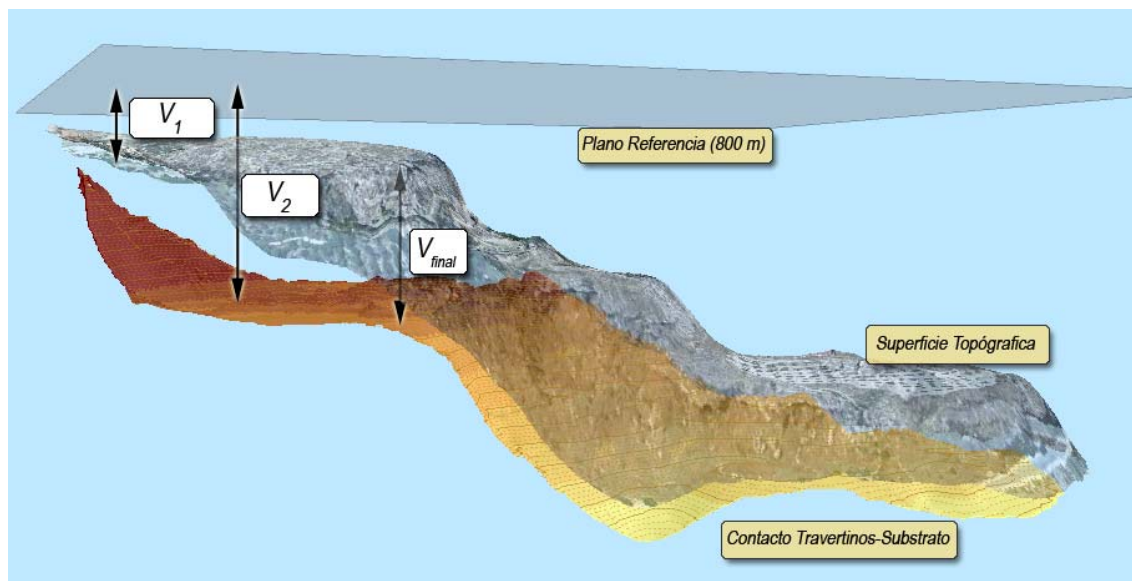 V1
Plano Referencia (800 m)
V2
Vfinal
Superficie Topógrafica
Contacto Travertinos-Substrato